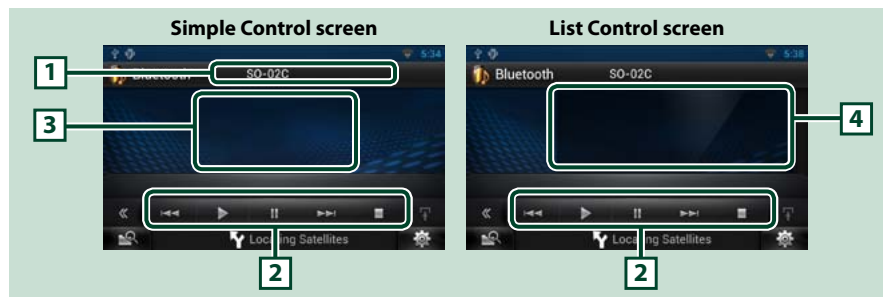 Simple Control screen
List Control screen
5:34
Bluetooth SO-02C
Locating Satellites
5:38
Bluetooth SO-02C
Locating Satellites
1
3
2
4
2